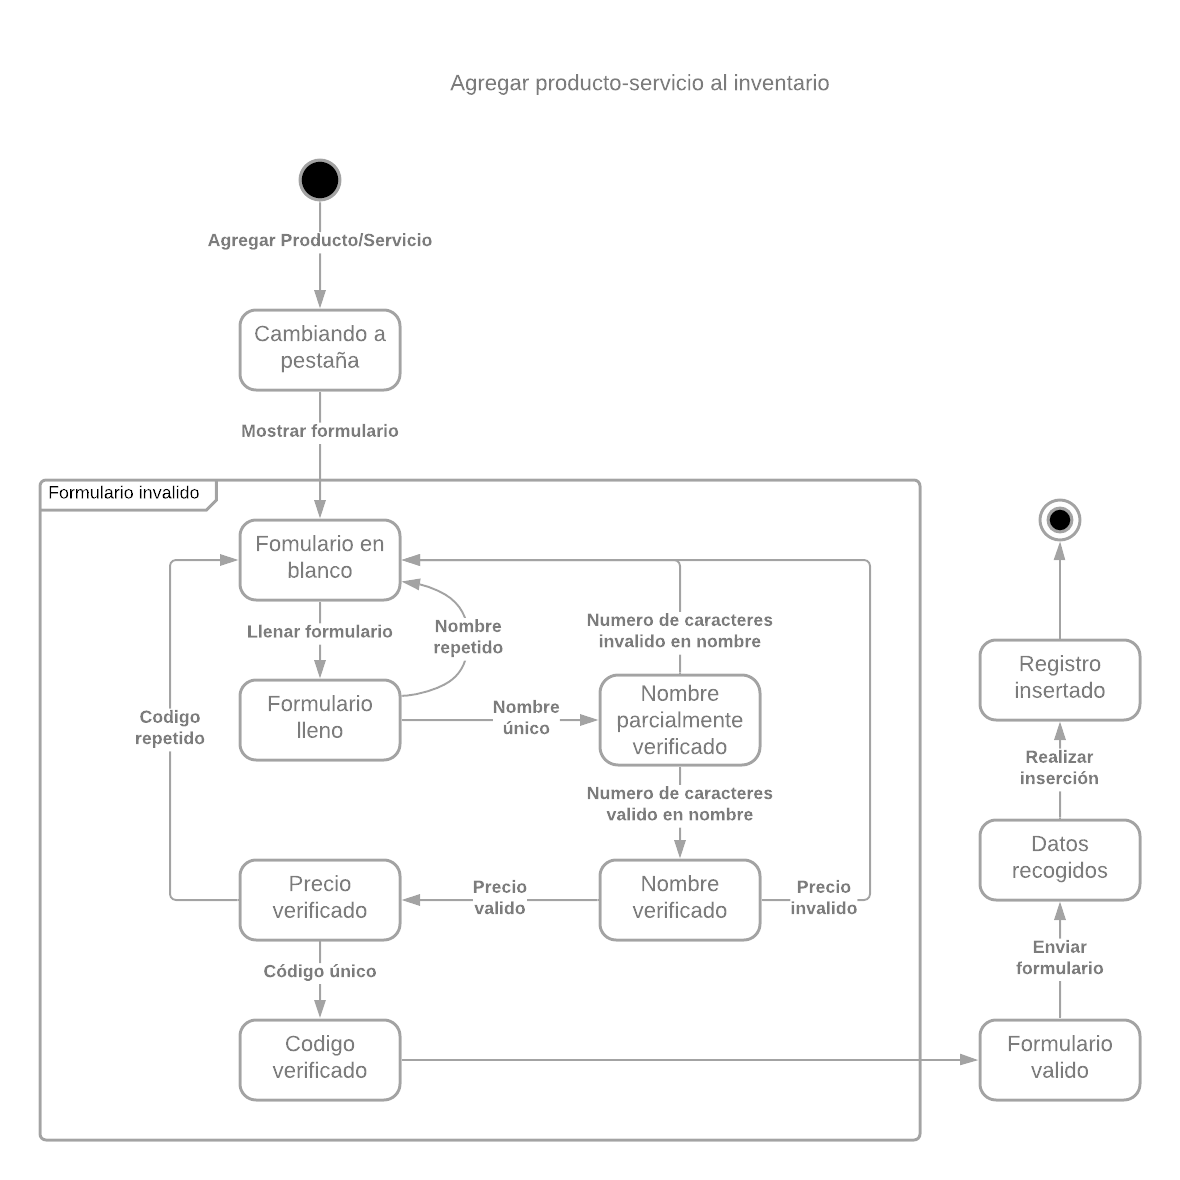 Agregar producto-servicio al inventario
Agregar Producto/Servicio
Cambiando a
pestaña
Mostrar formulario
Formulario invalido
Fomulario en
blanco
Llenar formulario
Nombre
repetido
Numero de caracteres
invalido en nombre
Formulario
lleno
Nombre
único
Nombre
parcialmente
verificado
Codigo
repetido
Numero de caracteres
valido en nombre
Precio
verificado
Precio
valido
Nombre
verificado
Precio
invalido
Código único
Codigo
verificado
Registro
insertado
Realizar
inserción
Datos
recogidos
Enviar
formulario
Formulario
valido